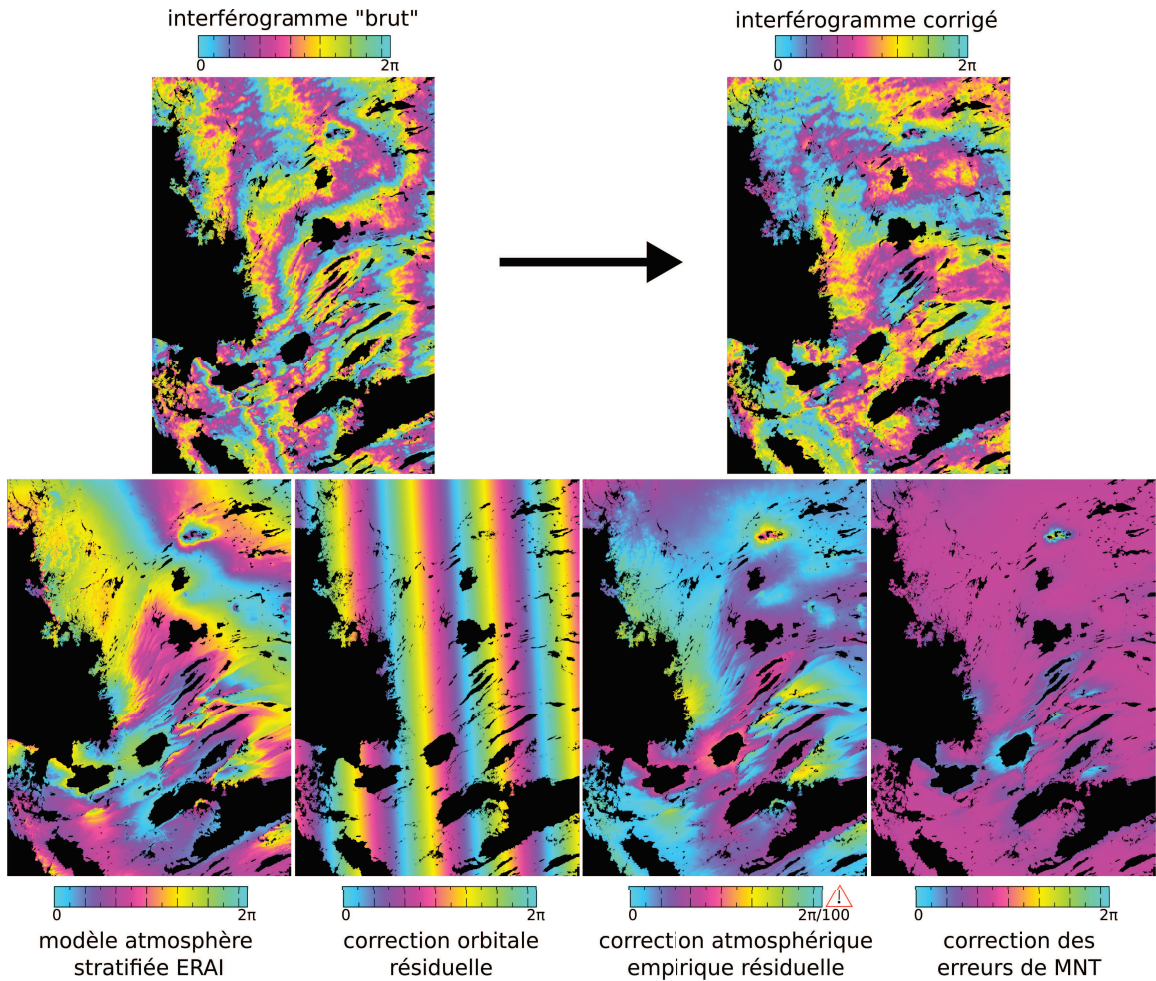 interférogramme "brut"
0 2π
interférogramme corrigé
0 2π
0 2π
modèle atmosphère
stratifiée ERAI
0 2π
correction orbitale
résiduelle
0 2π/100 !
correction atmosphérique
empirique résiduelle
0 2π
correction des
erreurs de MNT